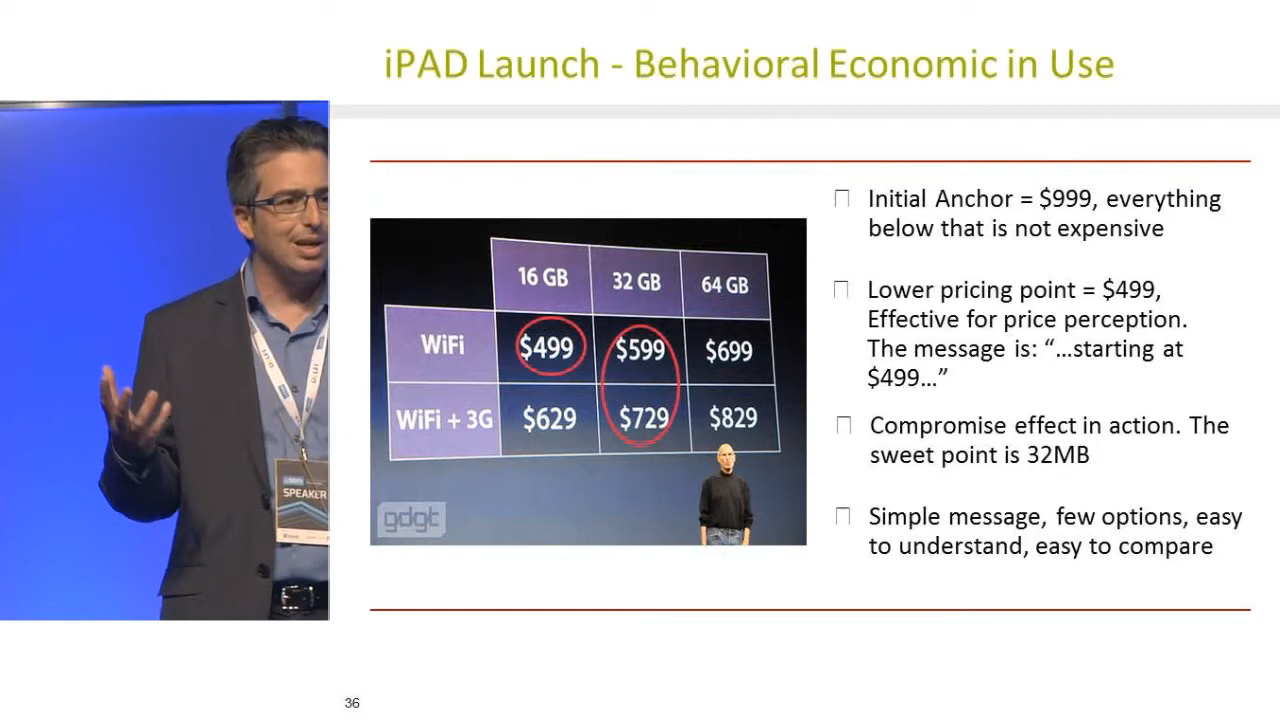 iPAD Launch - Behavioral Economic in Use
SPEAKER
16 GB 32 GB 64 GB
WiFi $499 $599 $699
WiFi + 3G $629 $729 $829
gdgt
Initial Anchor = $999, everything
below that is not expensive
Lower pricing point = $499,
Effective for price perception.
The message is: “…starting at
$499…”
Compromise effect in action. The
sweet point is 32MB
Simple message, few options, easy
to understand, easy to compare
36